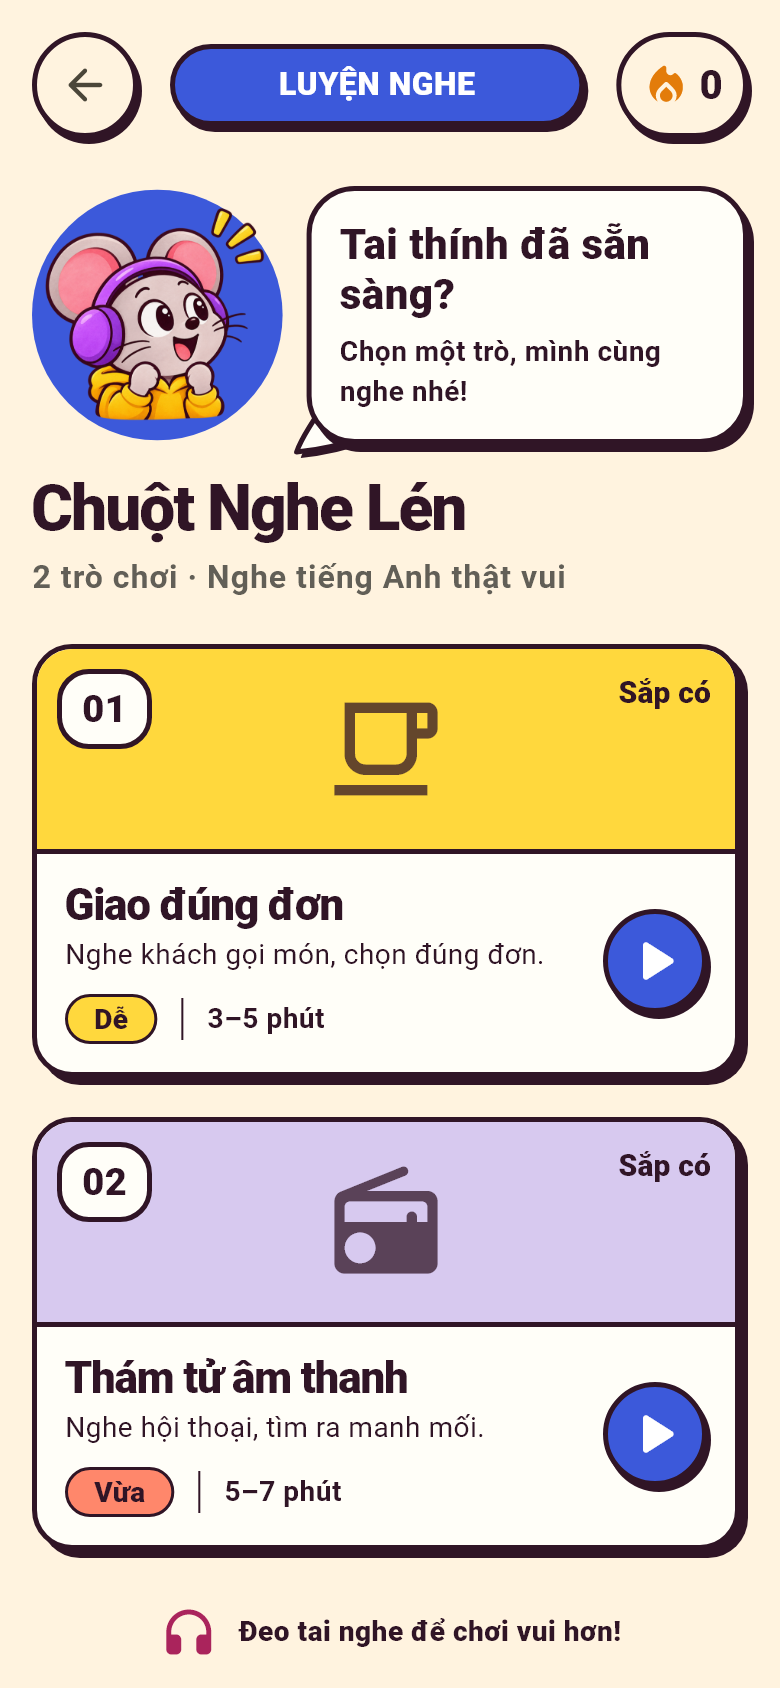 LUYỆN NGHE
0
Tai thính đã sẵn
sàng?
Chọn một trò, mình cùng
nghe nhé!
Chuột Nghe Lén
2 trò chơi · Nghe tiếng Anh thật vui
01
Sắp có
Giao đúng đơn
Nghe khách gọi món, chọn đúng đơn.
Dễ
3–5 phút
02
Sắp có
Thám tử âm thanh
Nghe hội thoại, tìm ra manh mối.
Vừa
5–7 phút
Đeo tai nghe để chơi vui hơn!